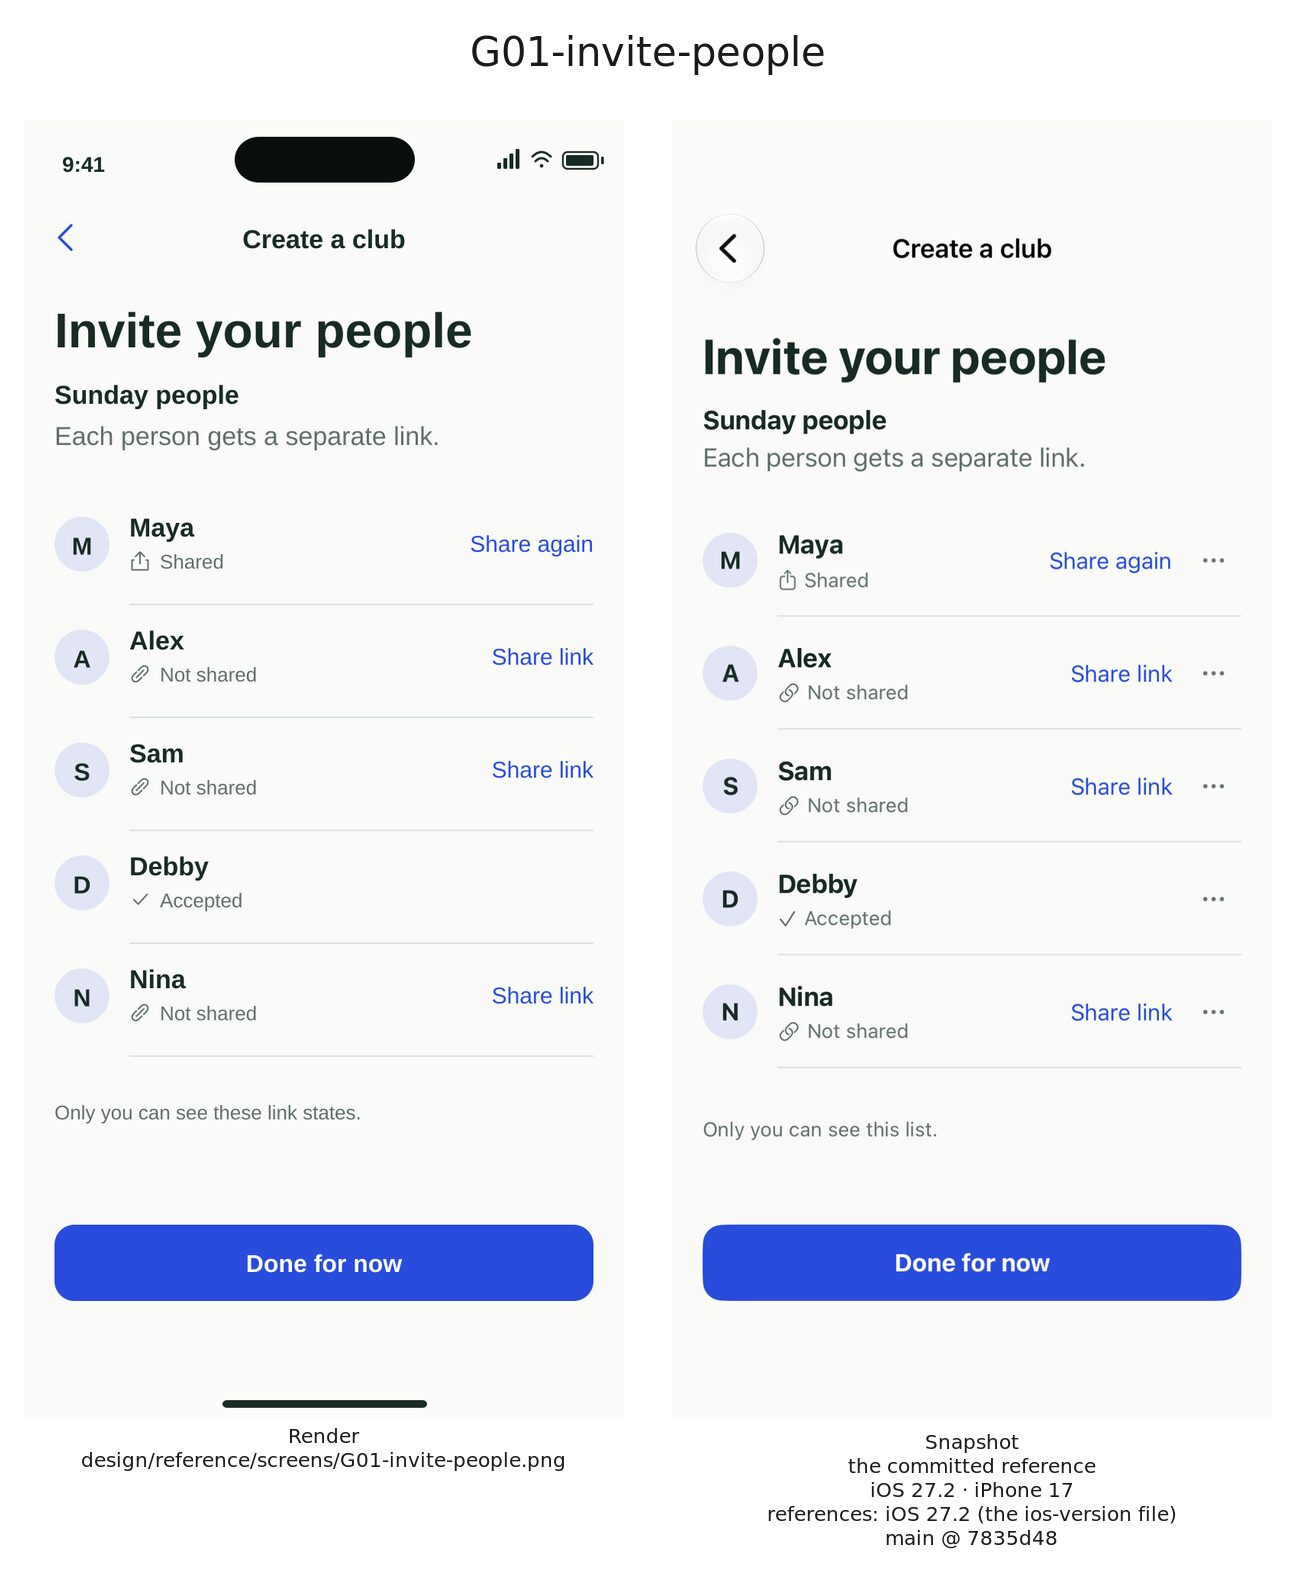 G01-invite-people
9:41
Create a club
Invite your people
Sunday people
Each person gets a separate link.
M
Maya
Shared
Share again
A
Alex
Not shared
Share link
S
Sam
Not shared
Share link
D
Debby
Accepted
N
Nina
Not shared
Share link
Only you can see these link states.
Done for now
Render
design/reference/screens/G01-invite-people.png
Create a club
Invite your people
Sunday people
Each person gets a separate link.
M
Maya
Shared
Share again
A
Alex
Not shared
Share link
S
Sam
Not shared
Share link
D
Debby
Accepted
N
Nina
Not shared
Share link
Only you can see this list.
Done for now
Snapshot
the committed reference
iOS 27.2 · iPhone 17
references: iOS 27.2 (the ios-version file)
main @ 7835d48